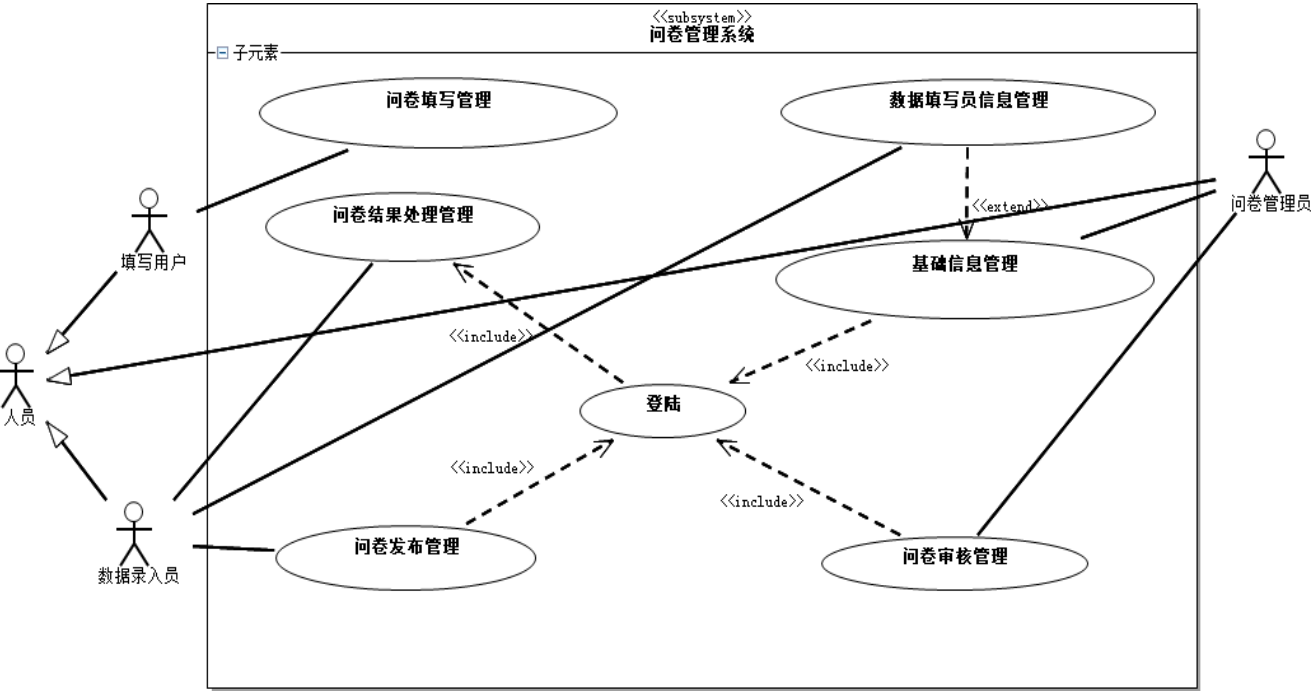 <<subsystem>>
问卷管理系统
子元素
问卷填写管理
数据填写员信息管理
问卷结果处理管理
<<extend>>
问卷管理员
填写用户
基础信息管理
<<include>>
<<include>>
人员
登陆
<<include>>
<<include>>
问卷发布管理
问卷审核管理
数据录入员